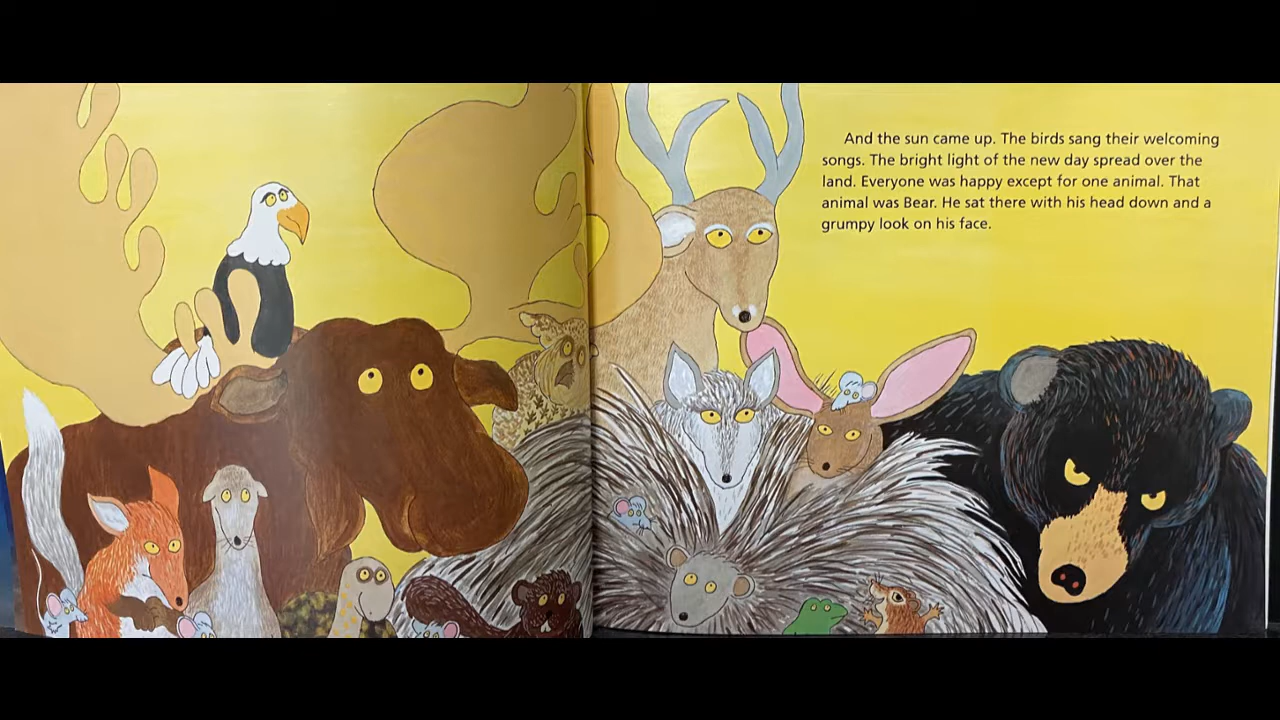 And the sun came up. The birds sang their welcoming
songs. The bright light of the new day spread over the
land. Everyone was happy except for one animal. That
animal was Bear. He sat there with his head down and a
grumpy look on his face.